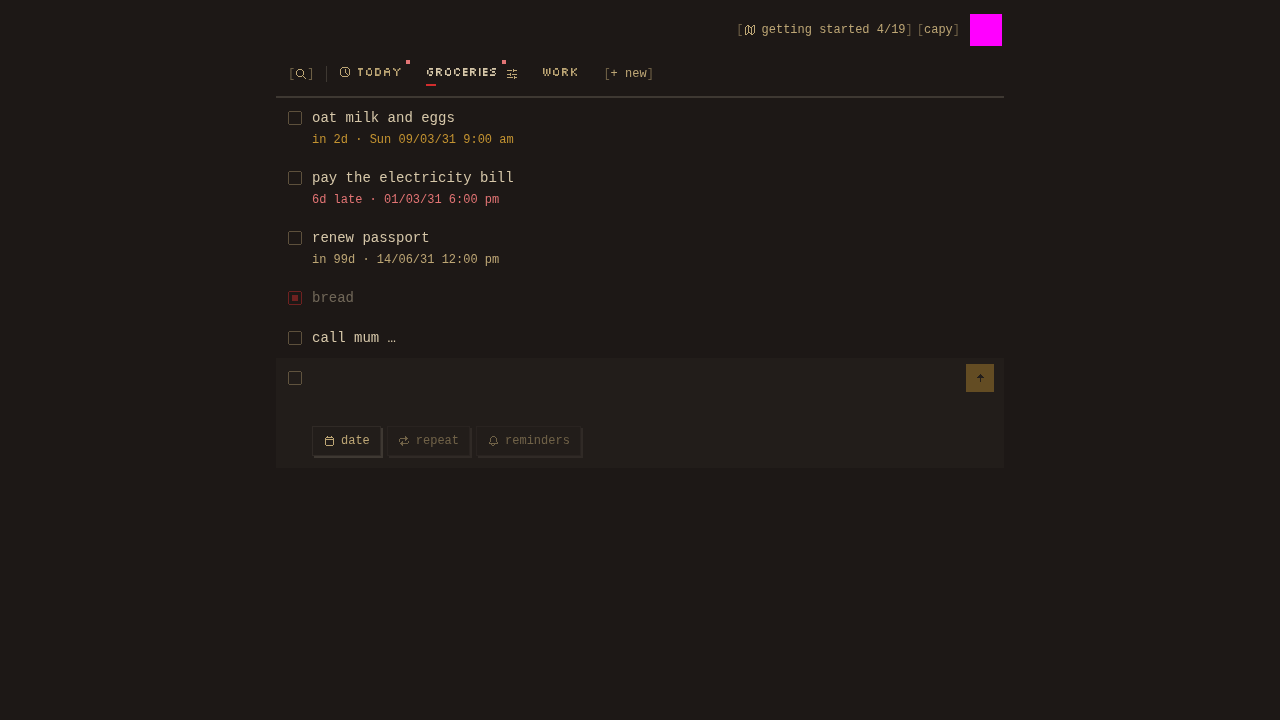 [getting started 4/19] [capy]
[ ] TODAY GROCERIES WORK [+ new]
oat milk and eggs
in 2d · Sun 09/03/31 9:00 am
pay the electricity bill
6d late · 01/03/31 6:00 pm
renew passport
in 99d · 14/06/31 12:00 pm
bread
call mum …
date repeat reminders